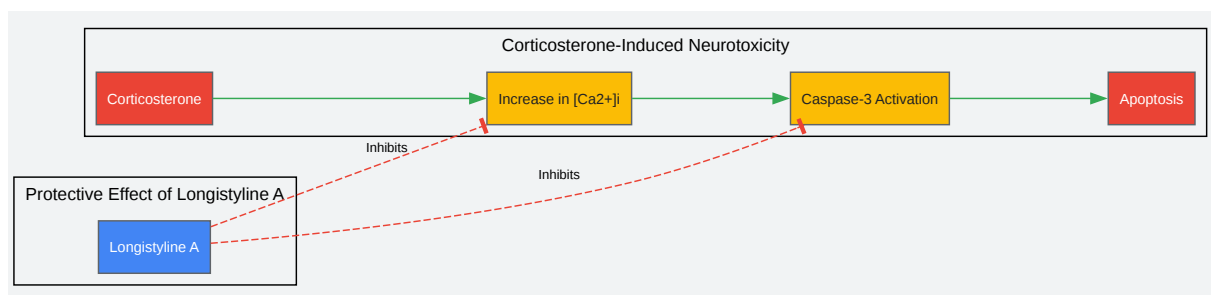 Corticosterone-Induced Neurotoxicity
Corticosterone
Increase in [Ca2+]i
Caspase-3 Activation
Apoptosis
Inhibits
Inhibits
Protective Effect of Longistyline A
Longistyline A